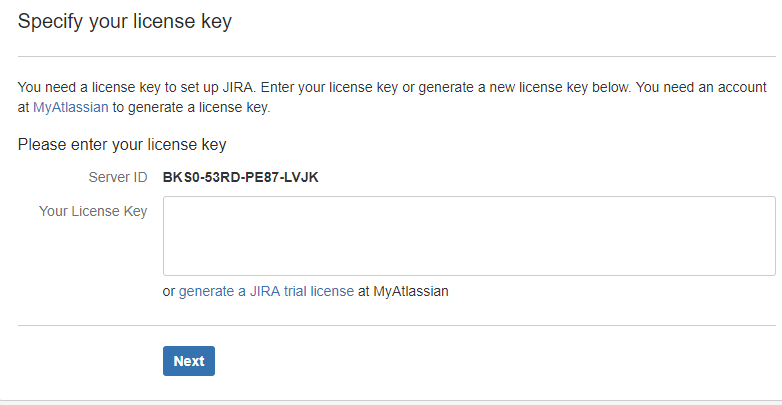 Specify your license key
You need a license key to set up JIRA. Enter your license key or generate a new license key below. You need an account
at MyAtlassian to generate a license key.
Please enter your license key
Server ID BKS0-53RD-PE87-LVJK
Your License Key
or generate a JIRA trial license at MyAtlassian
Next